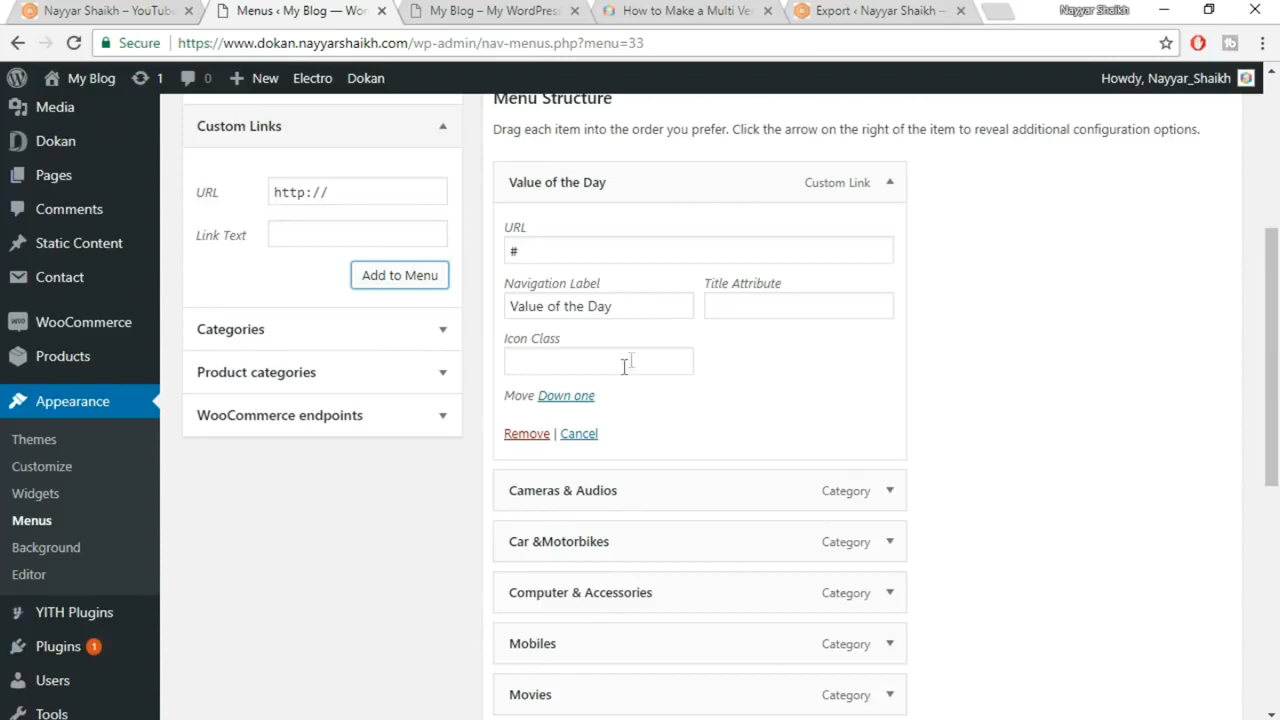 Nayyar Shaikh – YouTub
Menus ‹ My Blog — Wo
My Blog – My WordPres
How to Make a Multi Ve
Export ‹ Nayyar Shaikh —
Nayyar Shaikh
Secure
https://www.dokan.nayyarshaikh.com/wp-admin/nav-menus.php?menu=33
My Blog 1 0 New Electro Dokan
Howdy, Nayyar_Shaikh
Media
Dokan
Pages
Comments
Static Content
Contact
WooCommerce
Products
Appearance
Themes
Customize
Widgets
Menus
Background
Editor
YITH Plugins
Plugins 1
Users
Tools
Custom Links
URL http://
Link Text
Add to Menu
Categories
Product categories
WooCommerce endpoints
Menu Structure
Drag each item into the order you prefer. Click the arrow on the right of the item to reveal additional configuration options.
Value of the Day Custom Link
URL
#
Navigation Label Title Attribute
Value of the Day
Icon Class
Move Down one
Remove | Cancel
Cameras & Audios Category
Car &Motorbikes Category
Computer & Accessories Category
Mobiles Category
Movies Category